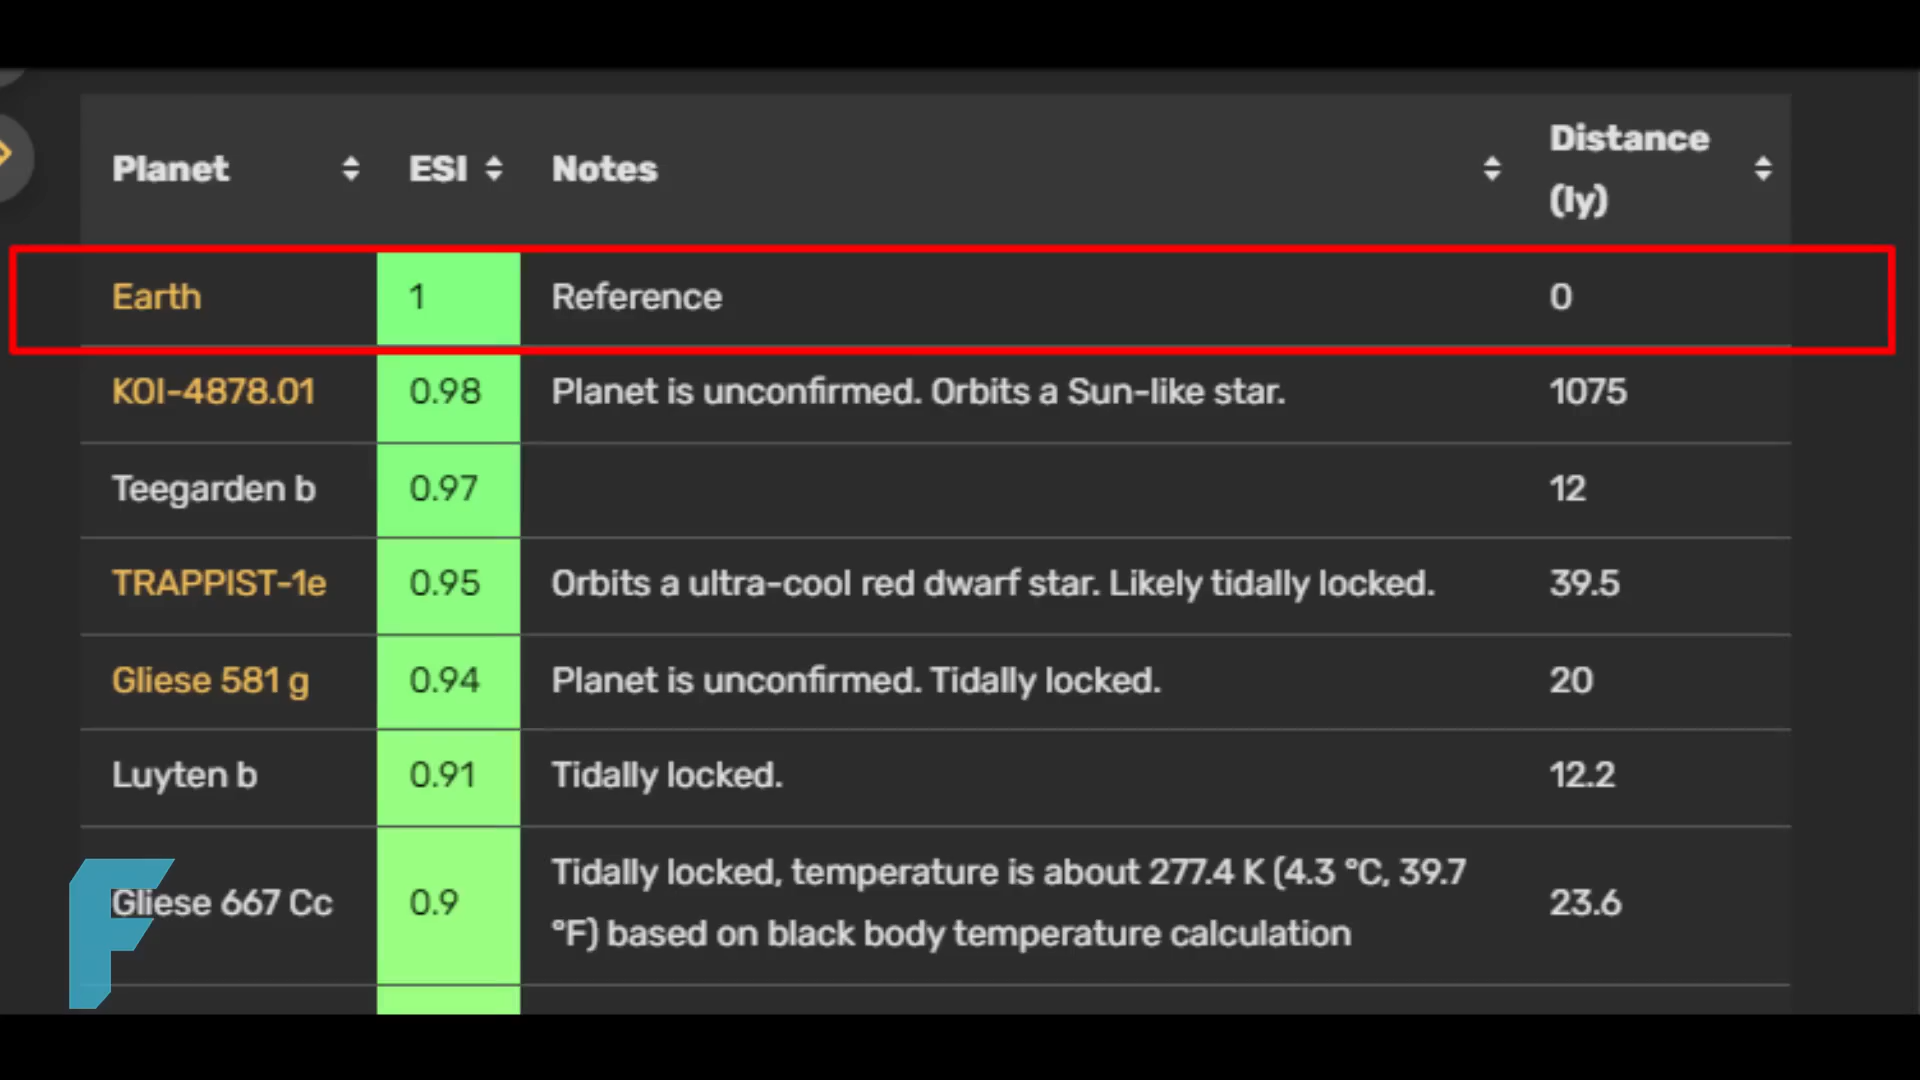 Planet ESI Notes Distance (ly)
Earth 1 Reference 0
KOI-4878.01 0.98 Planet is unconfirmed. Orbits a Sun-like star. 1075
Teegarden b 0.97 12
TRAPPIST-1e 0.95 Orbits a ultra-cool red dwarf star. Likely tidally locked. 39.5
Gliese 581 g 0.94 Planet is unconfirmed. Tidally locked. 20
Luyten b 0.91 Tidally locked. 12.2
Gliese 667 Cc 0.9 Tidally locked, temperature is about 277.4 K (4.3 °C, 39.7
°F) based on black body temperature calculation 23.6
F